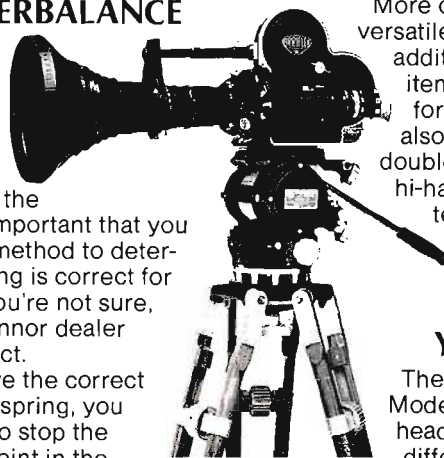 ERBALANCE
the
mportant that you
method to deter-
ng is correct for
ou're not sure,
nnor dealer
ct.
e the correct
spring, you
o stop the
oint in the
More
versatile
addit
iten
for
also
double
hi-ha
te
Y
The
Mode
head
diffe